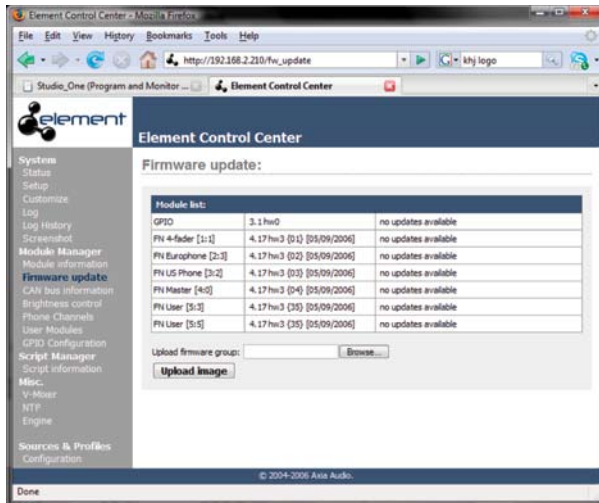 Element Control Center - Mozilla Firefox
File Edit View History Bookmarks Tools Help
http://192.168.2.210/fw_update
khj logo
Studio_One (Program and Monitor ...
Element Control Center
element
Element Control Center
System
Status
Setup
Customize
Log
Log History
Screenshot
Module Manager
Module information
Firmware update
CAN bus information
Brightness control
Phone Channels
User Modules
GPIO Configuration
Script Manager
Script information
Misc.
V-Mixer
NTP
Engine
Sources & Profiles
Configuration
Firmware update:
Module list:
GPIO 3.1 hw0 no updates available
FN 4-fader [1:1] 4.17 hw3 {01} [05/09/2006] no updates available
FN Europhone [2:3] 4.17 hw3 {02} [05/09/2006] no updates available
FN US Phone [3:2] 4.17 hw3 {03} [05/09/2006] no updates available
FN Master [4:0] 4.17 hw3 {04} [05/09/2006] no updates available
FN User [5:3] 4.17 hw3 {35} [05/09/2006] no updates available
FN User [5:5] 4.17 hw3 {35} [05/09/2006] no updates available
Upload firmware group: Browse...
Upload image
© 2004-2006 Axia Audio.
Done